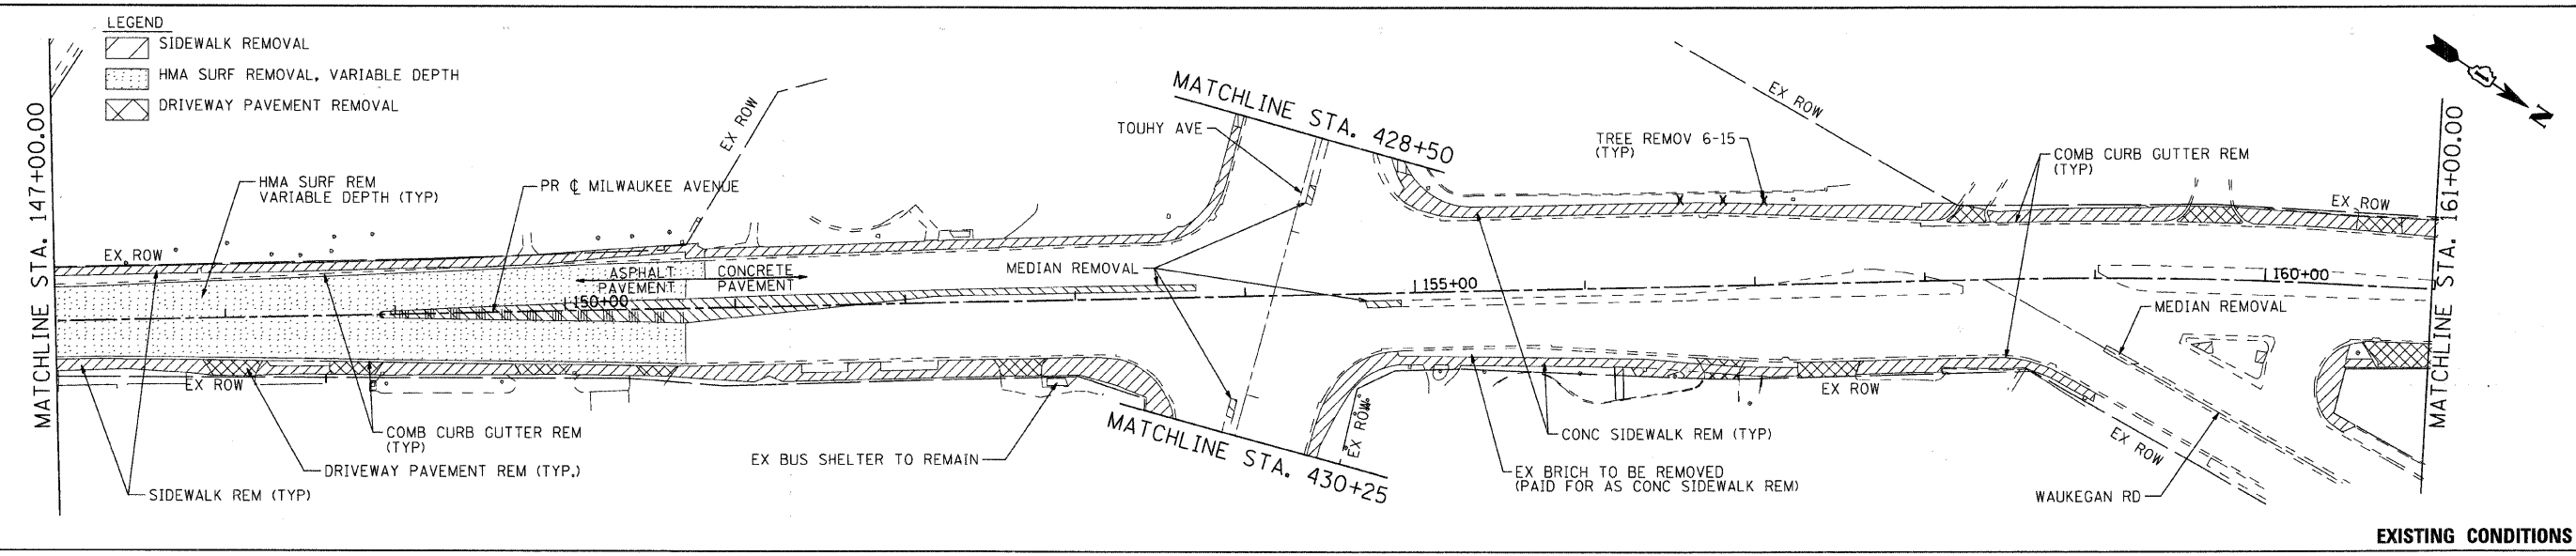 LEGEND
SIDEWALK REMOVAL
HMA SURF REMOVAL, VARIABLE DEPTH
DRIVEWAY PAVEMENT REMOVAL
MATCHLINE STA. 147+00.00
HMA SURF REM
VARIABLE DEPTH (TYP)
PR ℄ MILWAUKEE AVENUE
EX ROW
EX ROW
ASPHALT
PAVEMENT
CONCRETE
PAVEMENT
150+00
EX ROW
COMB CURB GUTTER REM
(TYP)
DRIVEWAY PAVEMENT REM (TYP.)
SIDEWALK REM (TYP)
MATCHLINE STA. 428+50
TOUHY AVE
MEDIAN REMOVAL
EX BUS SHELTER TO REMAIN
MATCHLINE STA. 430+25
EX ROW
155+00
TREE REMOV 6-15
(TYP)
EX ROW
COMB CURB GUTTER REM
(TYP)
EX ROW
160+00
MEDIAN REMOVAL
EX ROW
CONC SIDEWALK REM (TYP)
EX BRICH TO BE REMOVED
(PAID FOR AS CONC SIDEWALK REM)
EX ROW
WAUKEGAN RD
MATCHLINE STA. 161+00.00
N
EXISTING CONDITIONS